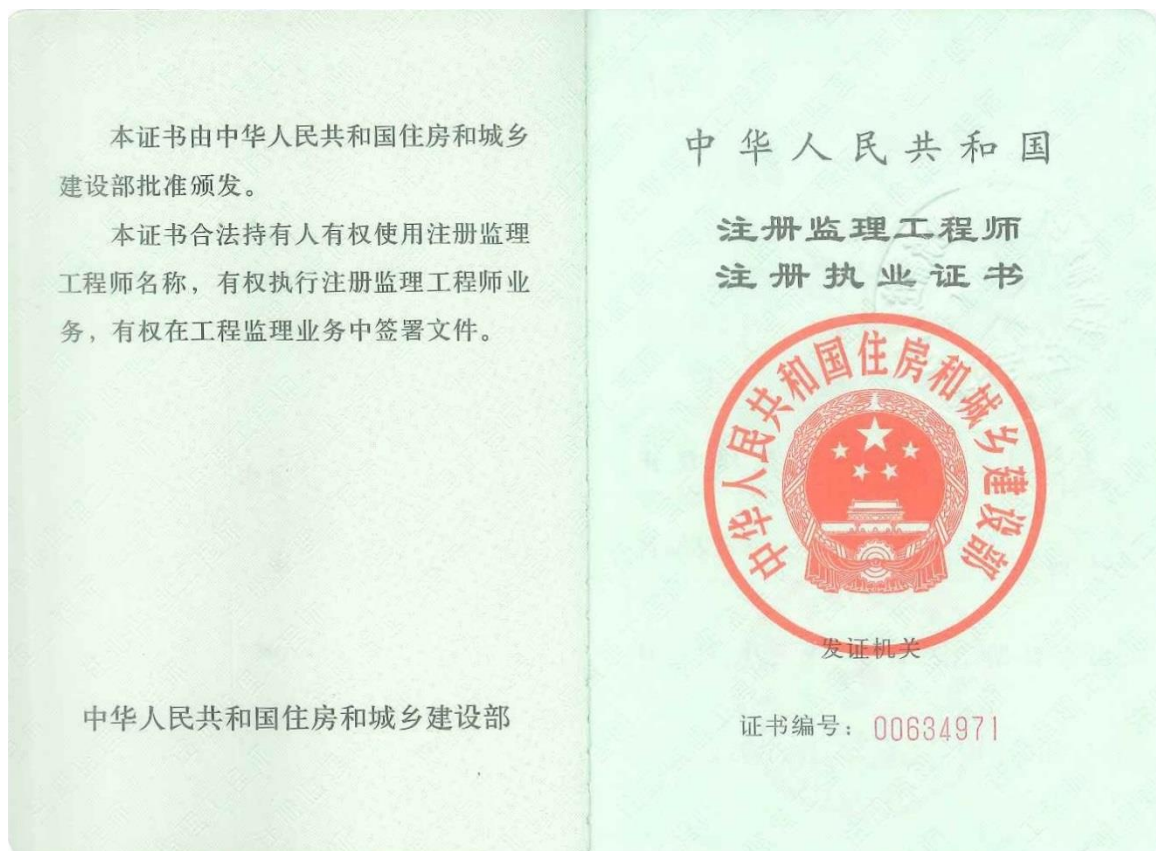 本证书由中华人民共和国住房和城乡
建设部批准颁发。
本证书合法持有人有权使用注册监理
工程师名称，有权执行注册监理工程师业
务，有权在工程监理业务中签署文件。
中华人民共和国住房和城乡建设部
中华人民共和国
注册监理工程师
注册执业证书
中华人民共和国住房和城乡建设部
发证机关
证书编号：00634971